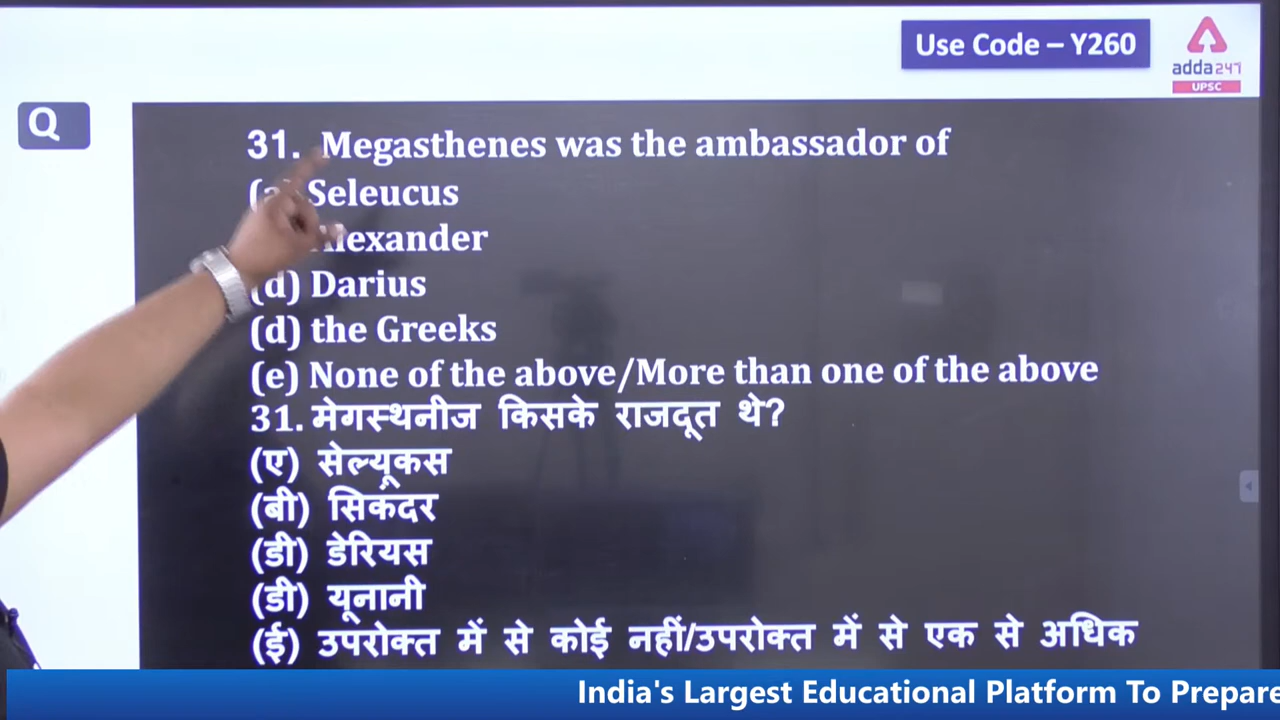 Use Code – Y260
adda247
UPSC
Q
31. Megasthenes was the ambassador of
(a) Seleucus
Alexander
(d) Darius
(d) the Greeks
(e) None of the above/More than one of the above
31. मेगस्थनीज किसके राजदूत थे?
(ए) सेल्यूकस
(बी) सिकंदर
(डी) डेरियस
(डी) यूनानी
(ई) उपरोक्त में से कोई नहीं/उपरोक्त में से एक से अधिक
India's Largest Educational Platform To Prepare